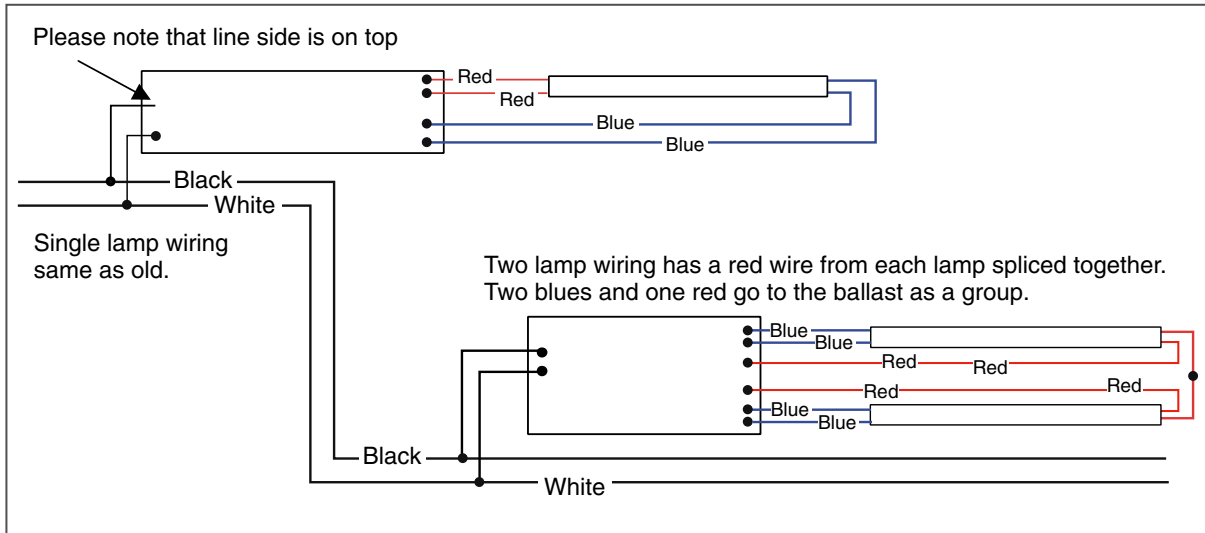 Please note that line side is on top
Red
Red
Blue
Blue
Black
White
Single lamp wiring
same as old.
Two lamp wiring has a red wire from each lamp spliced together.
Two blues and one red go to the ballast as a group.
Blue
Blue
Red
Red
Red
Red
Blue
Blue
Black
White